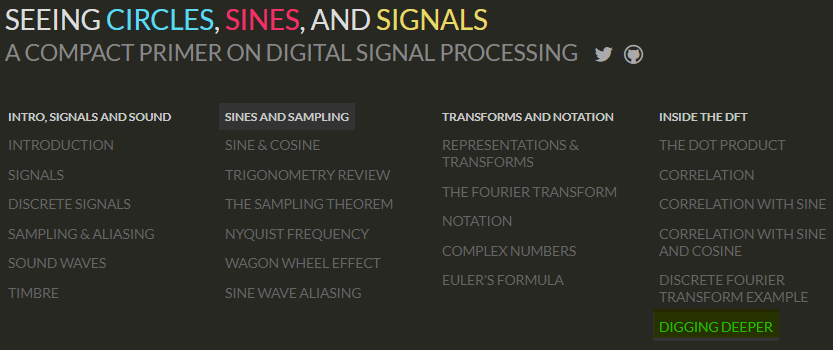 SEEING CIRCLES, SINES, AND SIGNALS
A COMPACT PRIMER ON DIGITAL SIGNAL PROCESSING
INTRO, SIGNALS AND SOUND
INTRODUCTION
SIGNALS
DISCRETE SIGNALS
SAMPLING & ALIASING
SOUND WAVES
TIMBRE
SINES AND SAMPLING
SINE & COSINE
TRIGONOMETRY REVIEW
THE SAMPLING THEOREM
NYQUIST FREQUENCY
WAGON WHEEL EFFECT
SINE WAVE ALIASING
TRANSFORMS AND NOTATION
REPRESENTATIONS &
TRANSFORMS
THE FOURIER TRANSFORM
NOTATION
COMPLEX NUMBERS
EULER'S FORMULA
INSIDE THE DFT
THE DOT PRODUCT
CORRELATION
CORRELATION WITH SINE
CORRELATION WITH SINE
AND COSINE
DISCRETE FOURIER
TRANSFORM EXAMPLE
DIGGING DEEPER